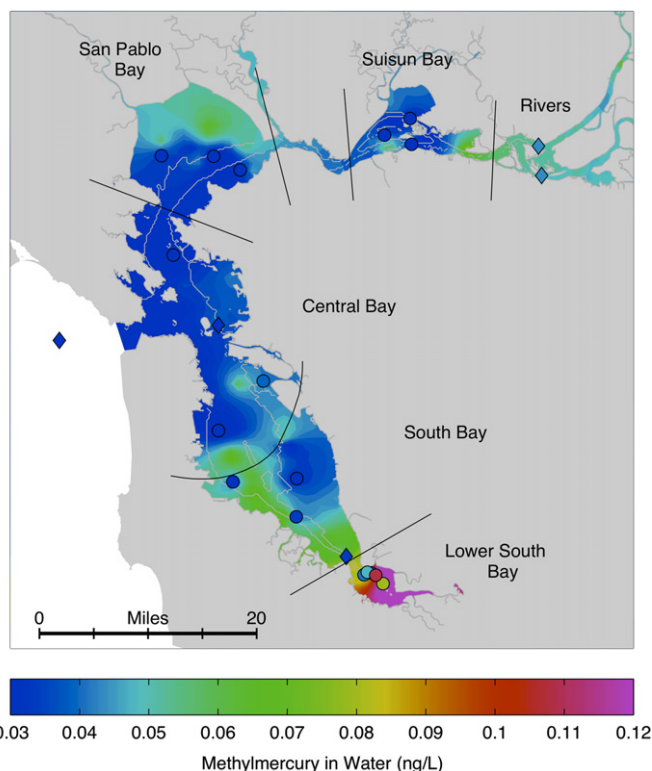 San Pablo
Bay
Suisun Bay
Rivers
Central Bay
South Bay
Lower South
Bay
0 Miles 20
0.03 0.04 0.05 0.06 0.07 0.08 0.09 0.1 0.11 0.12
Methylmercury in Water (ng/L)